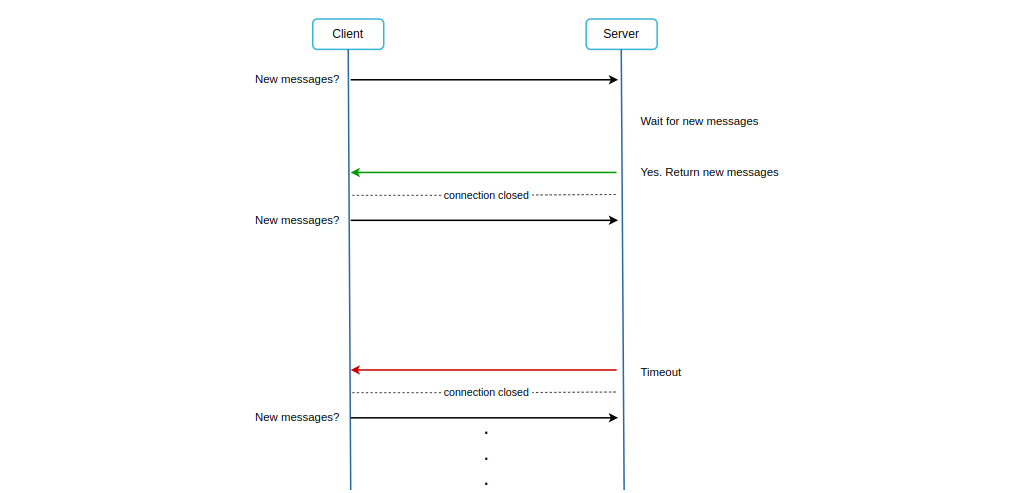 Client
Server
New messages?
Wait for new messages
Yes. Return new messages
connection closed
New messages?
Timeout
connection closed
New messages?